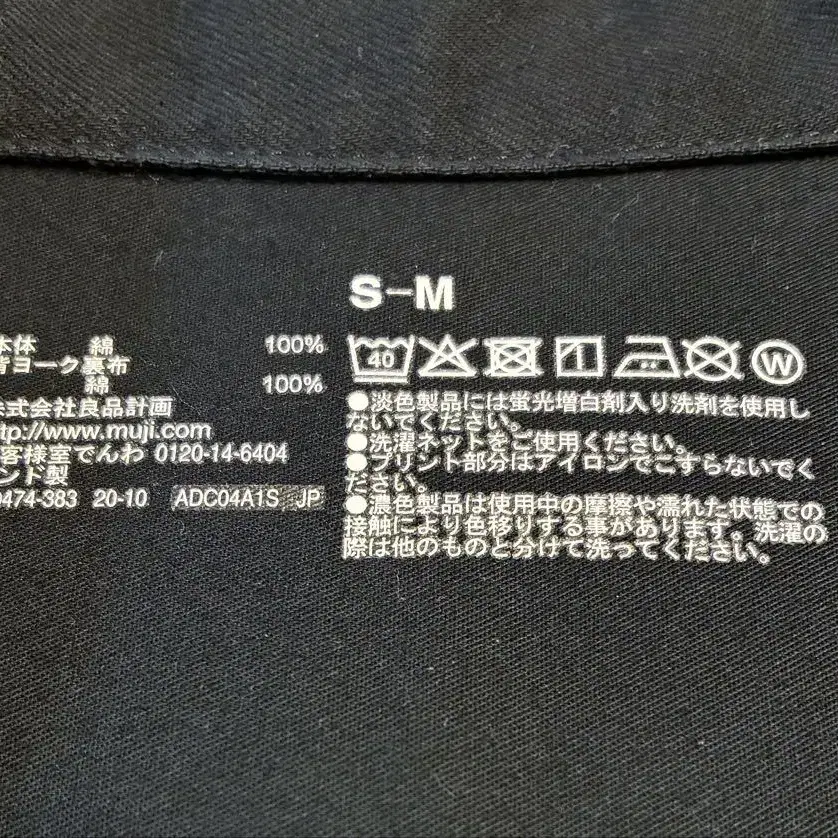 S-M
本体 綿 100%
背ヨーク裏布
綿 100%
株式会社良品計画
http://www.muji.com
お客様室でんわ 0120-14-6404
インド製
0474-383 20-10 ADC04A1S, JP
40
W
●淡色製品には蛍光増白剤入り洗剤を使用し
ないでください。
●洗濯ネットをご使用ください。
●プリント部分はアイロンでこすらないでく
ださい。
●濃色製品は使用中の摩擦や濡れた状態での
接触により色移りする事があります。洗濯の
際は他のものと分けて洗ってください。